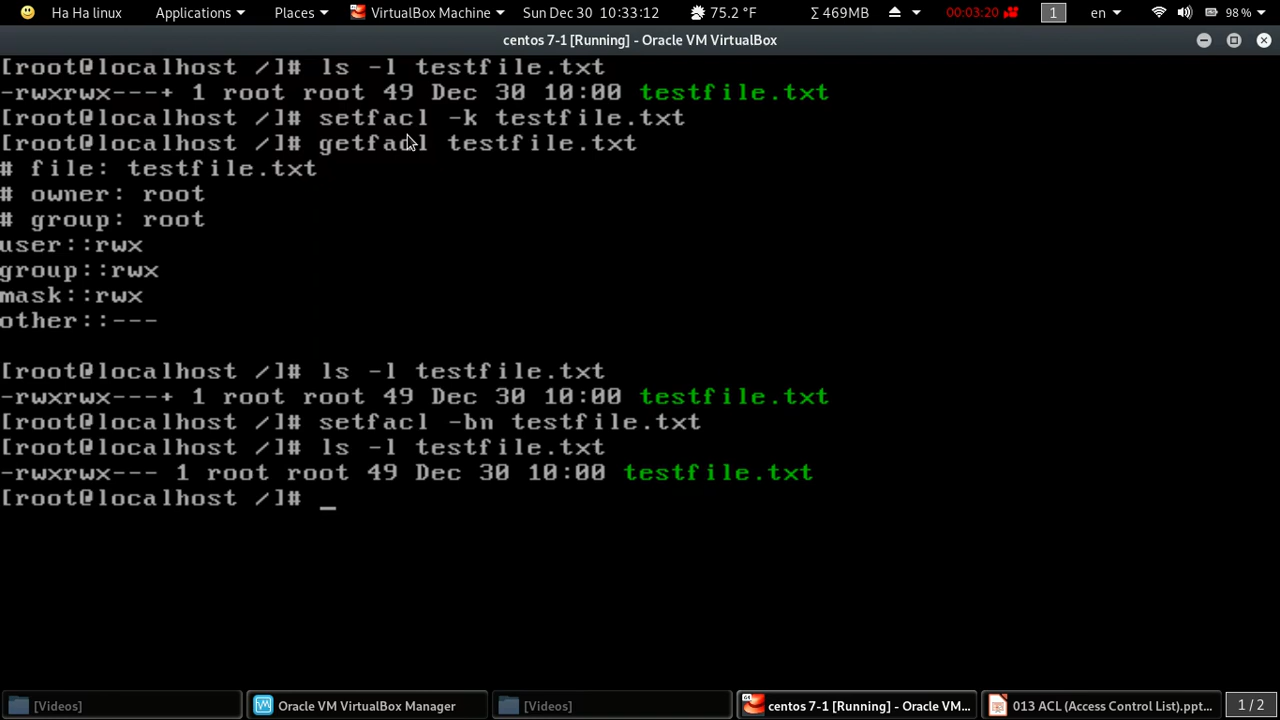 Ha Ha linux Applications Places VirtualBox Machine Sun Dec 30 10:33:12 75.2 °F Σ 469MB 00:03:20 1 en 98 %
centos 7-1 [Running] - Oracle VM VirtualBox
[root@localhost /]# ls -l testfile.txt
-rwxrwx---+ 1 root root 49 Dec 30 10:00 testfile.txt
[root@localhost /]# setfacl -k testfile.txt
[root@localhost /]# getfacl testfile.txt
# file: testfile.txt
# owner: root
# group: root
user::rwx
group::rwx
mask::rwx
other::---
[root@localhost /]# ls -l testfile.txt
-rwxrwx---+ 1 root root 49 Dec 30 10:00 testfile.txt
[root@localhost /]# setfacl -bn testfile.txt
[root@localhost /]# ls -l testfile.txt
-rwxrwx--- 1 root root 49 Dec 30 10:00 testfile.txt
[root@localhost /]# _
[Videos] Oracle VM VirtualBox Manager [Videos] centos 7-1 [Running] - Oracle VM... 013 ACL (Access Control List).ppt... 1 / 2